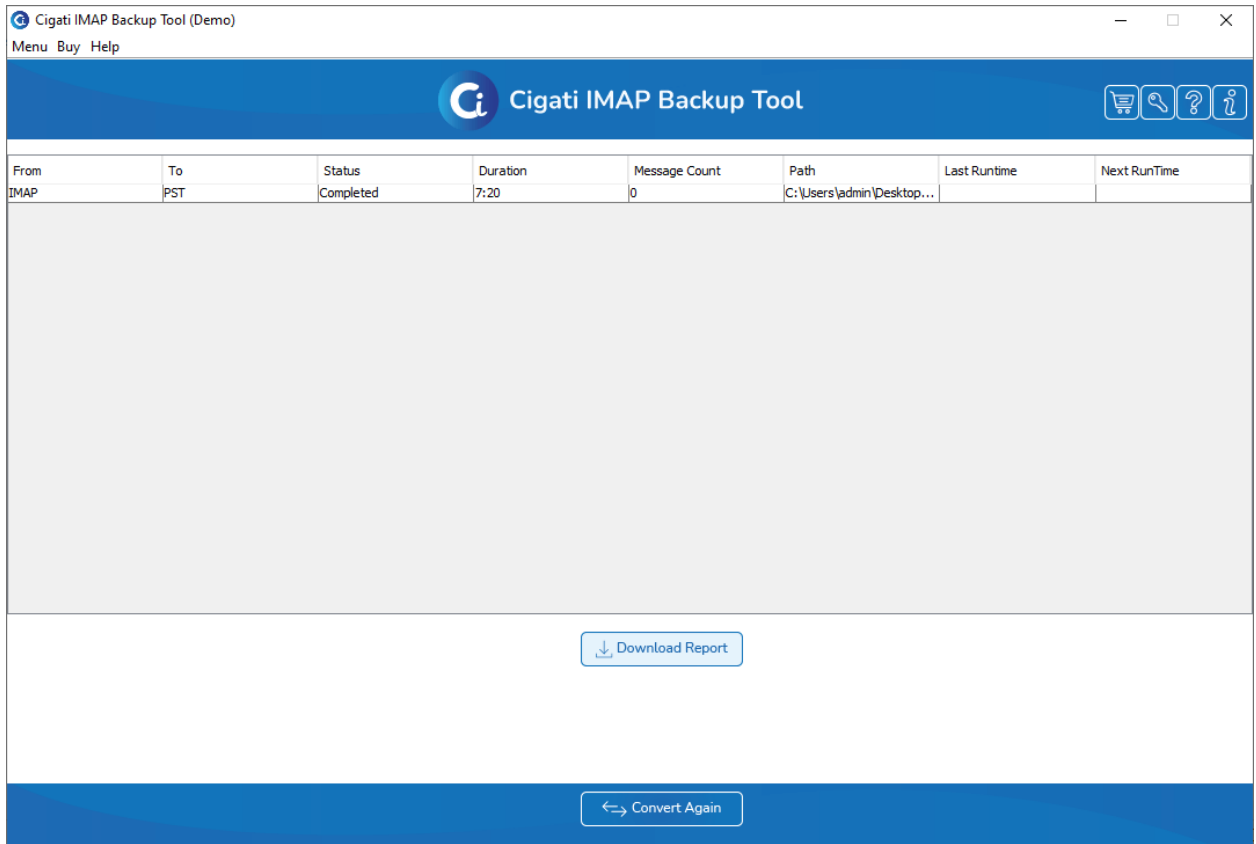 Cigati IMAP Backup Tool (Demo)
Menu Buy Help
Cigati IMAP Backup Tool
From To Status Duration Message Count Path Last Runtime Next RunTime
IMAP PST Completed 7:20 0 C:\Users\admin\Desktop...
Download Report
Convert Again